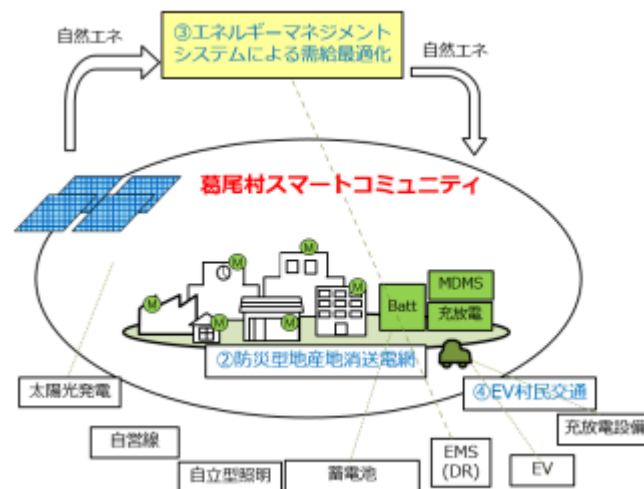 ③エネルギーマネジメント
システムによる需給最適化
自然エネ
自然エネ
葛尾村スマートコミュニティ
M
M
M
M
M
M
Batt
MDMS
充放電
②防災型地産地消送電網
④EV村民交通
太陽光発電
充放電設備
自営線
自立型照明
蓄電池
EMS
(DR)
EV